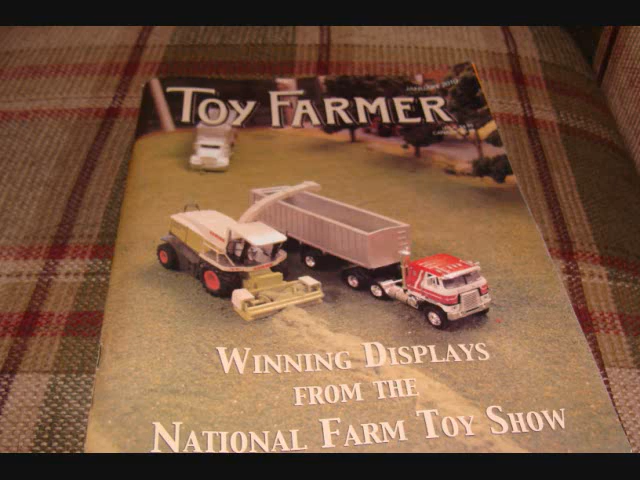 TOY FARMER
WINNING DISPLAYS
FROM THE
NATIONAL FARM TOY SHOW